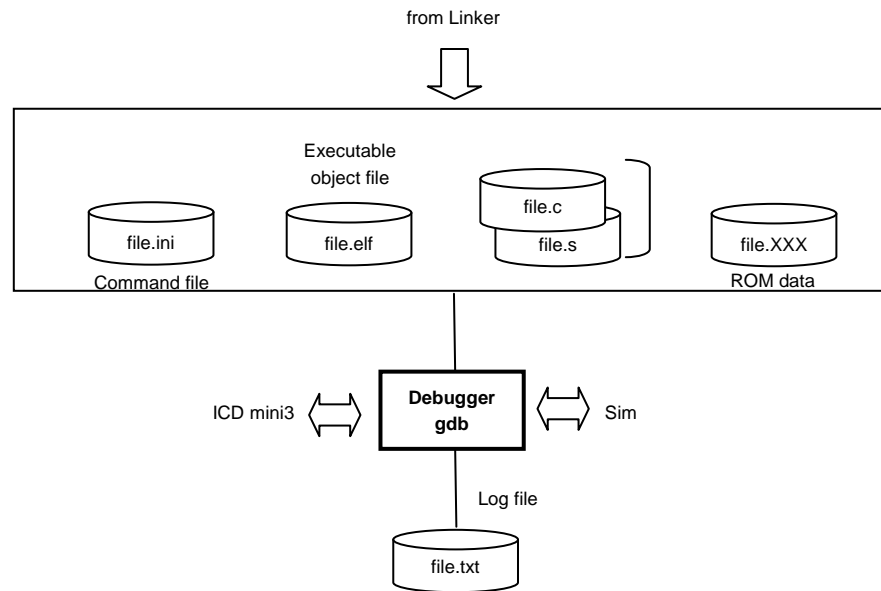 from Linker
Executable
object file
file.ini
file.elf
file.c
file.s
file.XXX
Command file
ROM data
ICD mini3
Debugger
gdb
Sim
Log file
file.txt